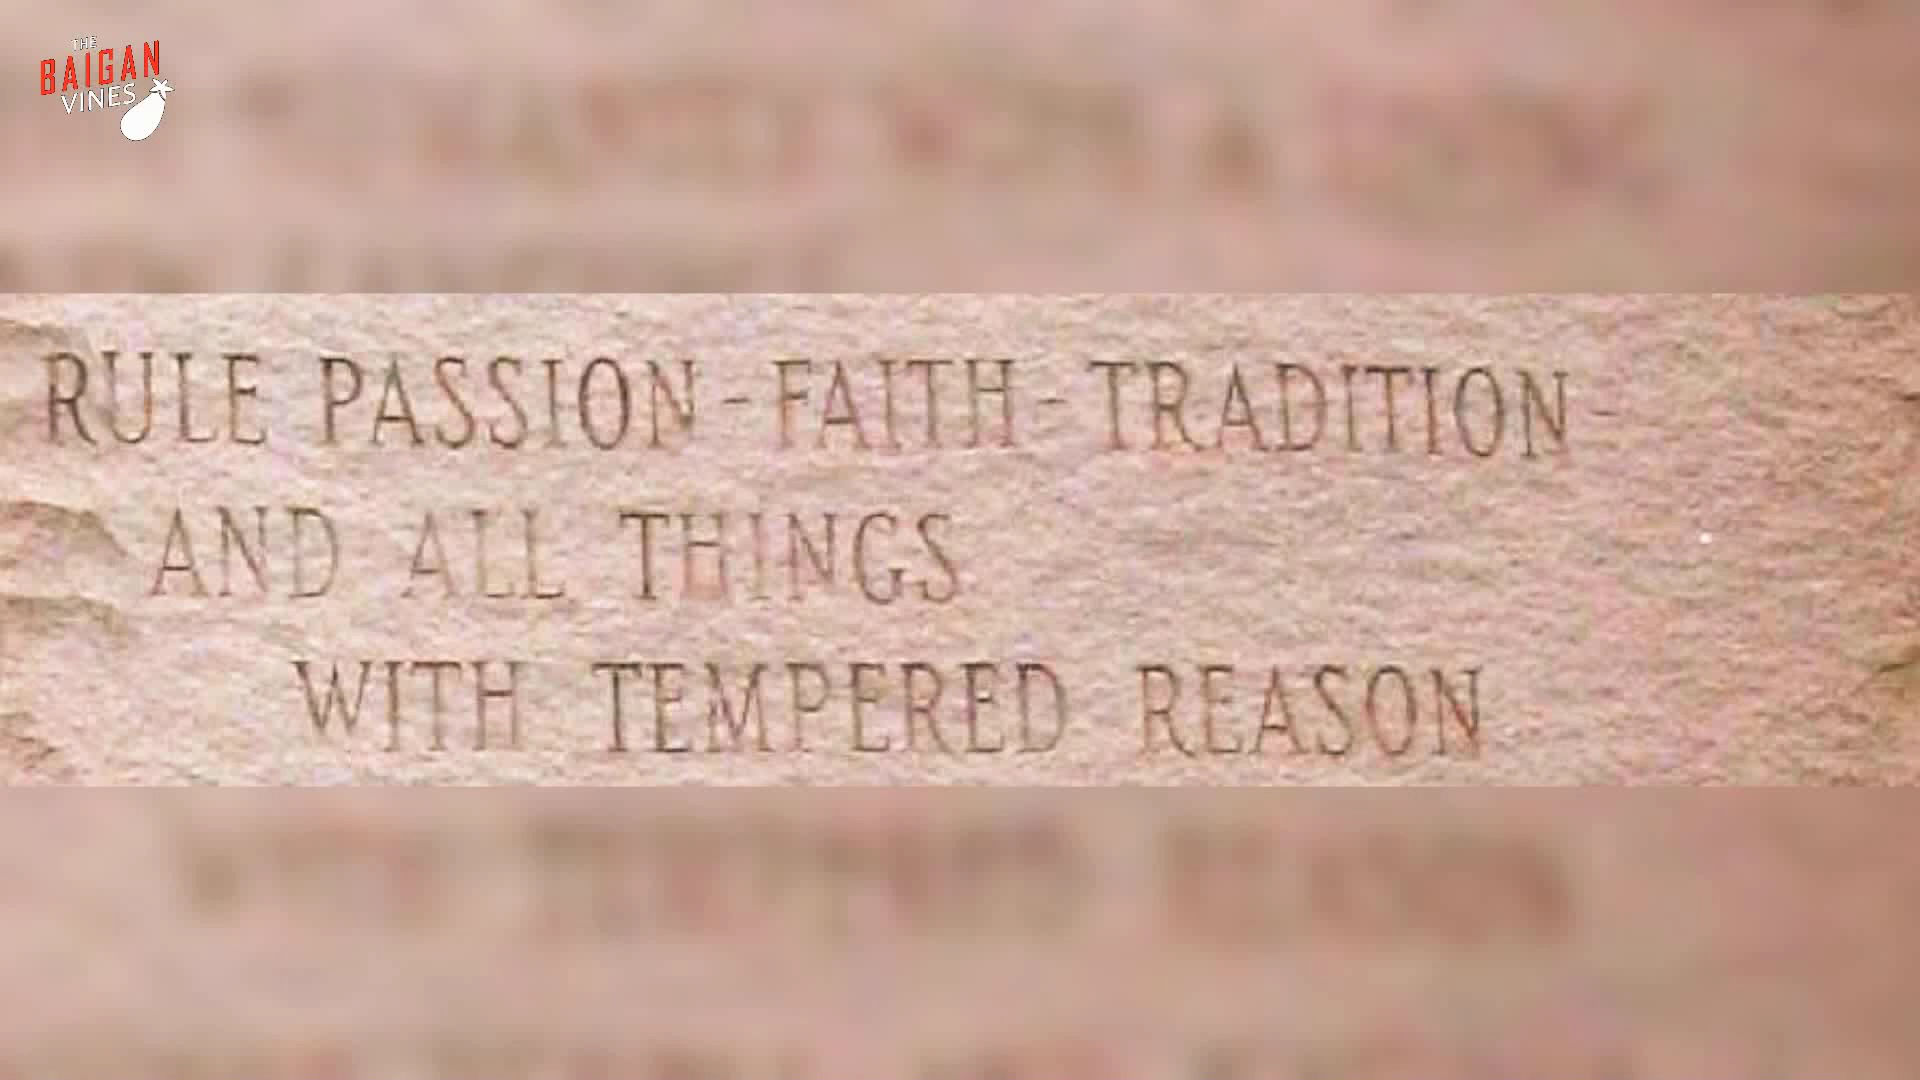 THE
BAIGAN
VINES
RULE PASSION - FAITH - TRADITION -
AND ALL THINGS
WITH TEMPERED REASON